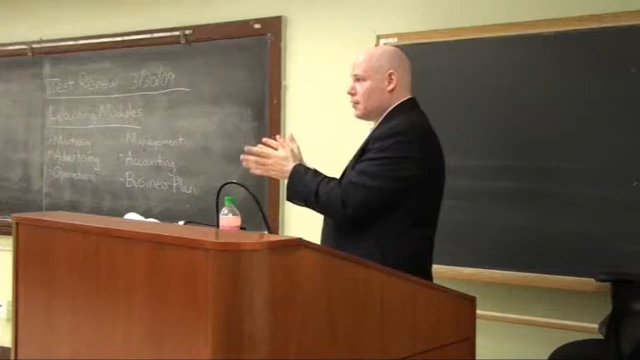 Test Review 3/30/09
Learning Modules
Management
Advertising • Accounting
Operations • Business Plan